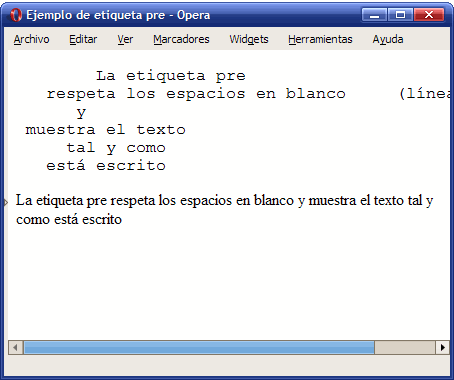 Ejemplo de etiqueta pre - Opera
Archivo Editar Ver Marcadores Widgets Herramientas Ayuda
La etiqueta pre
respeta los espacios en blanco (línea
y
muestra el texto
tal y como
está escrito
La etiqueta pre respeta los espacios en blanco y muestra el texto tal y
como está escrito